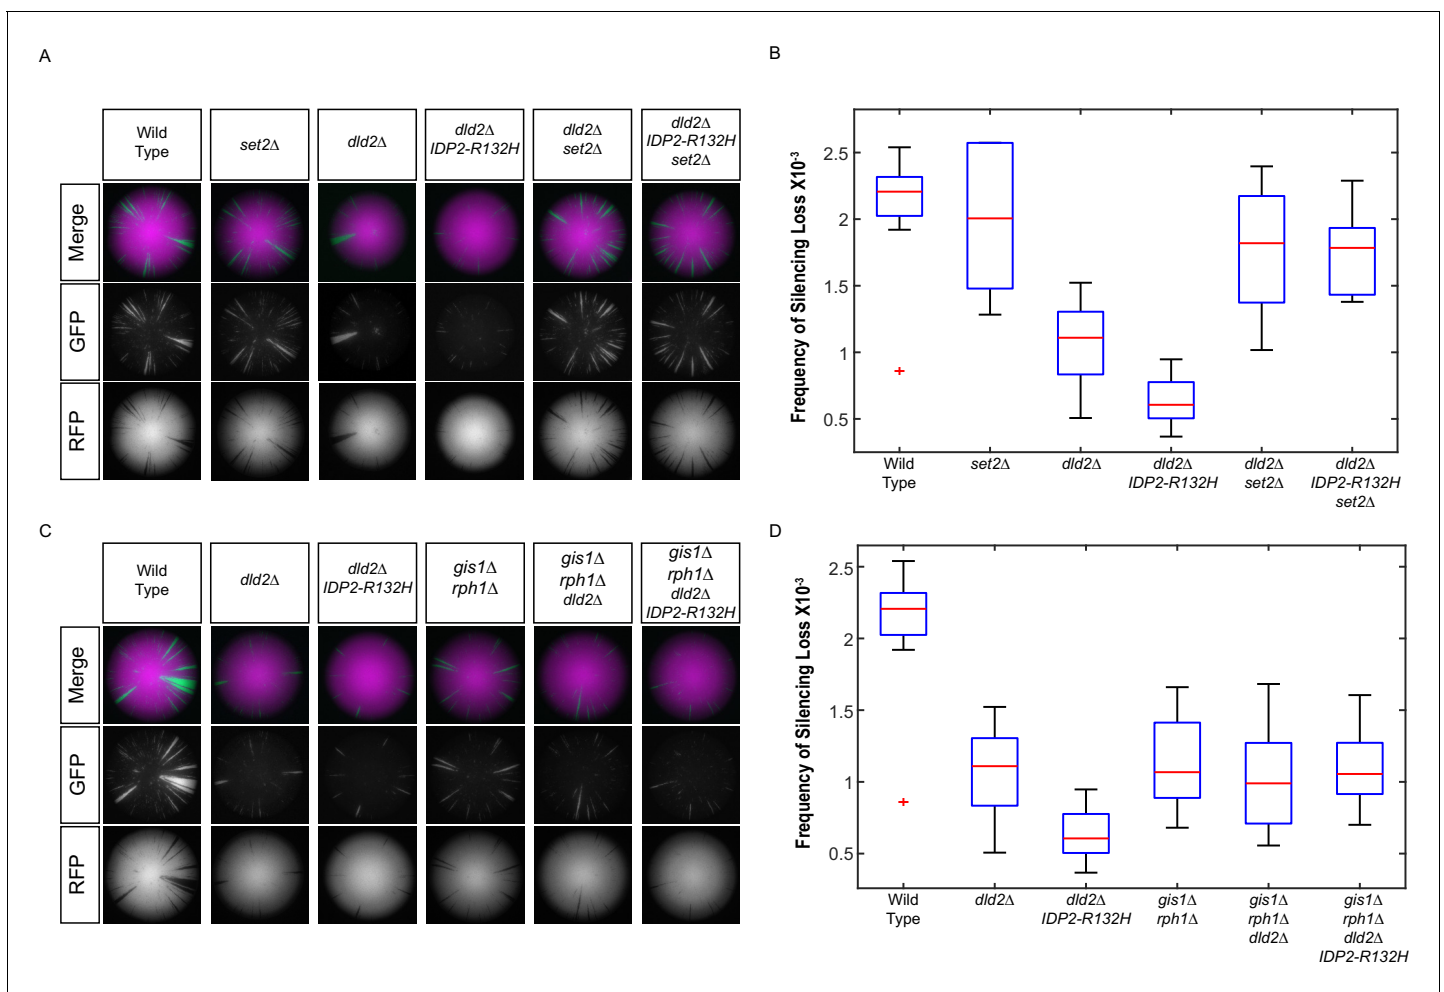 A
Wild
Type
set2Δ
dld2Δ
dld2Δ
IDP2-R132H
dld2Δ
set2Δ
dld2Δ
IDP2-R132H
set2Δ
Merge
GFP
RFP
B
Frequency of Silencing Loss X10-3
2.5
2
1.5
1
0.5
Wild
Type
set2Δ
dld2Δ
dld2Δ
IDP2-R132H
dld2Δ
set2Δ
dld2Δ
IDP2-R132H
set2Δ
C
Wild
Type
dld2Δ
dld2Δ
IDP2-R132H
gis1Δ
rph1Δ
gis1Δ
rph1Δ
dld2Δ
gis1Δ
rph1Δ
dld2Δ
IDP2-R132H
Merge
GFP
RFP
D
Frequency of Silencing Loss X10-3
2.5
2
1.5
1
0.5
Wild
Type
dld2Δ
dld2Δ
IDP2-R132H
gis1Δ
rph1Δ
gis1Δ
rph1Δ
dld2Δ
gis1Δ
rph1Δ
dld2Δ
IDP2-R132H